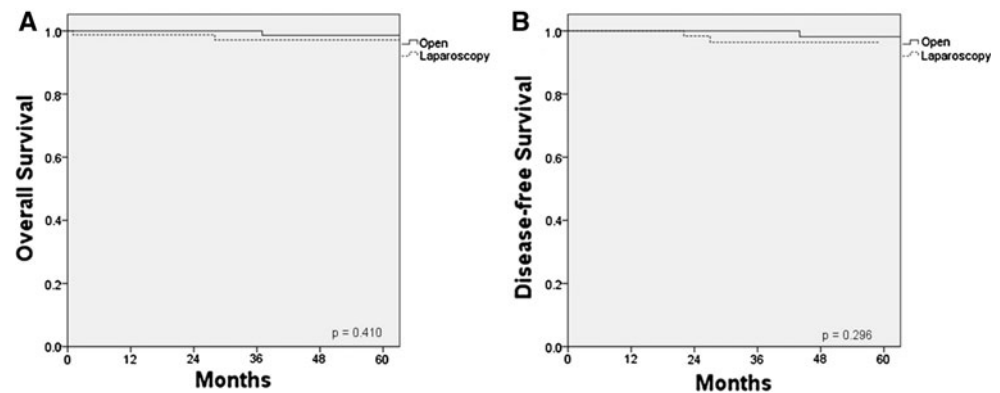 A
1.0
0.8
0.6
0.4
0.2
0.0
0
12
24
36
48
60
Overall Survival
Months
Open
Laparoscopy
p = 0.410
B
1.0
0.8
0.6
0.4
0.2
0.0
0
12
24
36
48
60
Disease-free Survival
Months
Open
Laparoscopy
p = 0.296